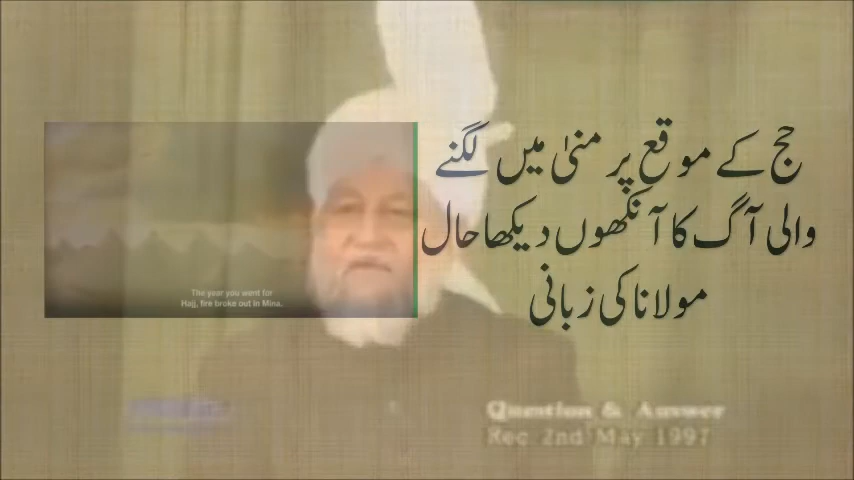 حج کے موقع پر منیٰ میں لگنے
والی آگ کا آنکھوں دیکھا حال
مولانا کی زبانی
The year you went for
Hajj, fire broke out in Mina.
Question & Answer
Rec 2nd May 1997